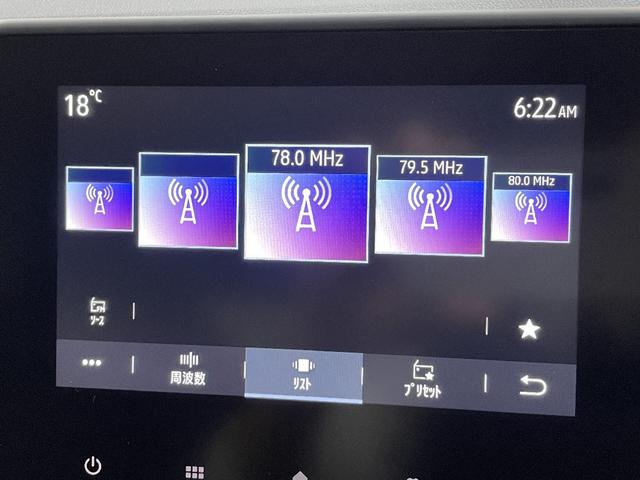 18℃
6:22AM
78.0 MHz
79.5 MHz
80.0 MHz
FM
ソース
周波数
リスト
プリセット